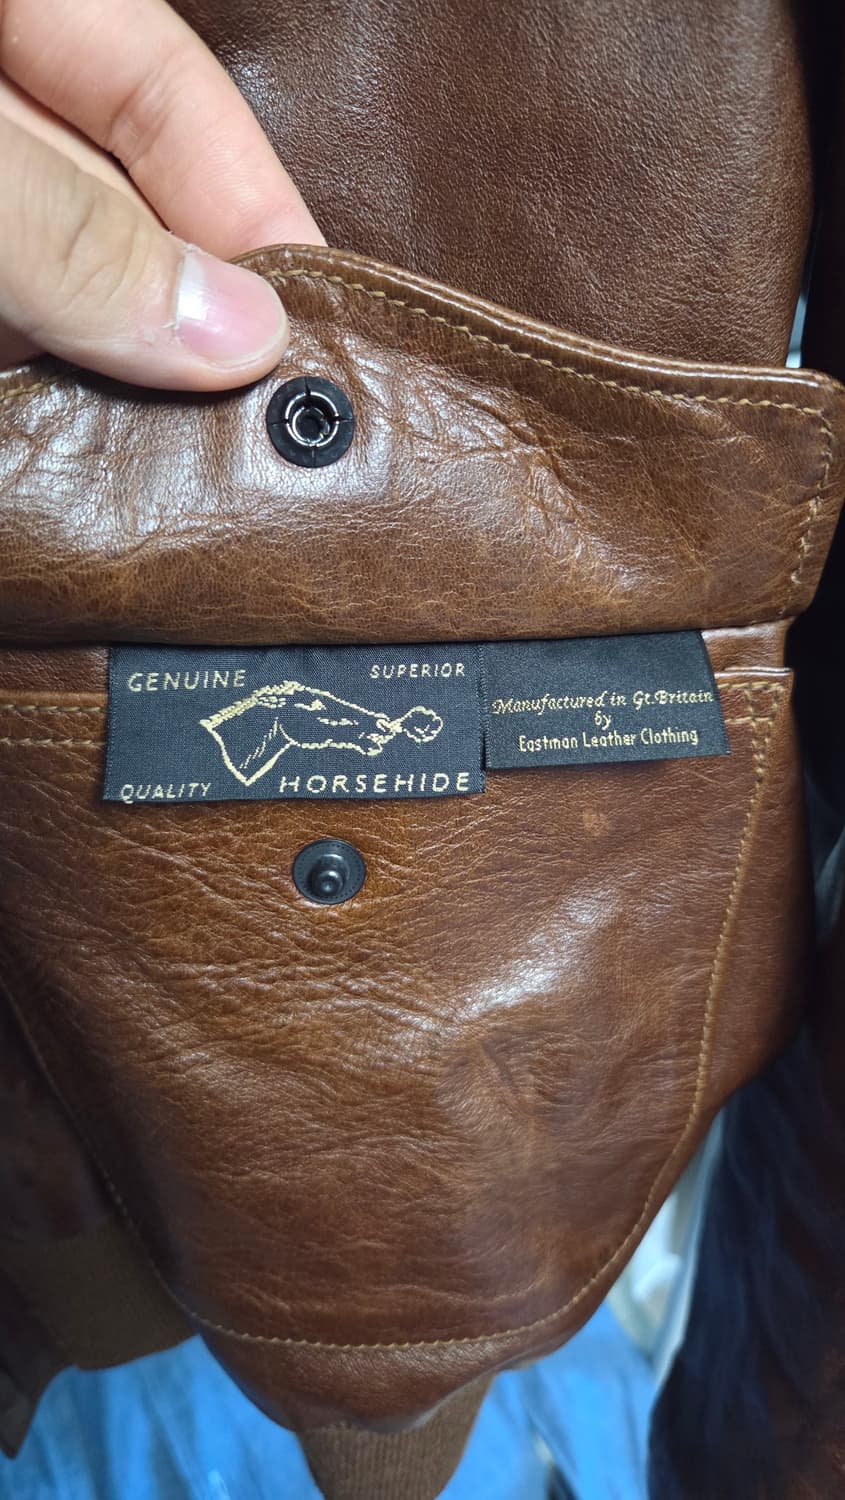 GENUINE SUPERIOR
QUALITY HORSEHIDE
Manufactured in Gt.Britain
by
Eastman Leather Clothing